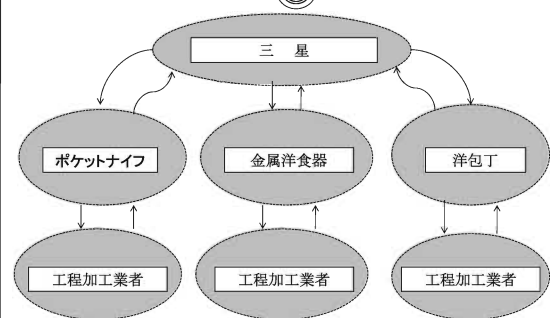 三 星
ポケットナイフ
金属洋食器
洋包丁
工程加工業者
工程加工業者
工程加工業者